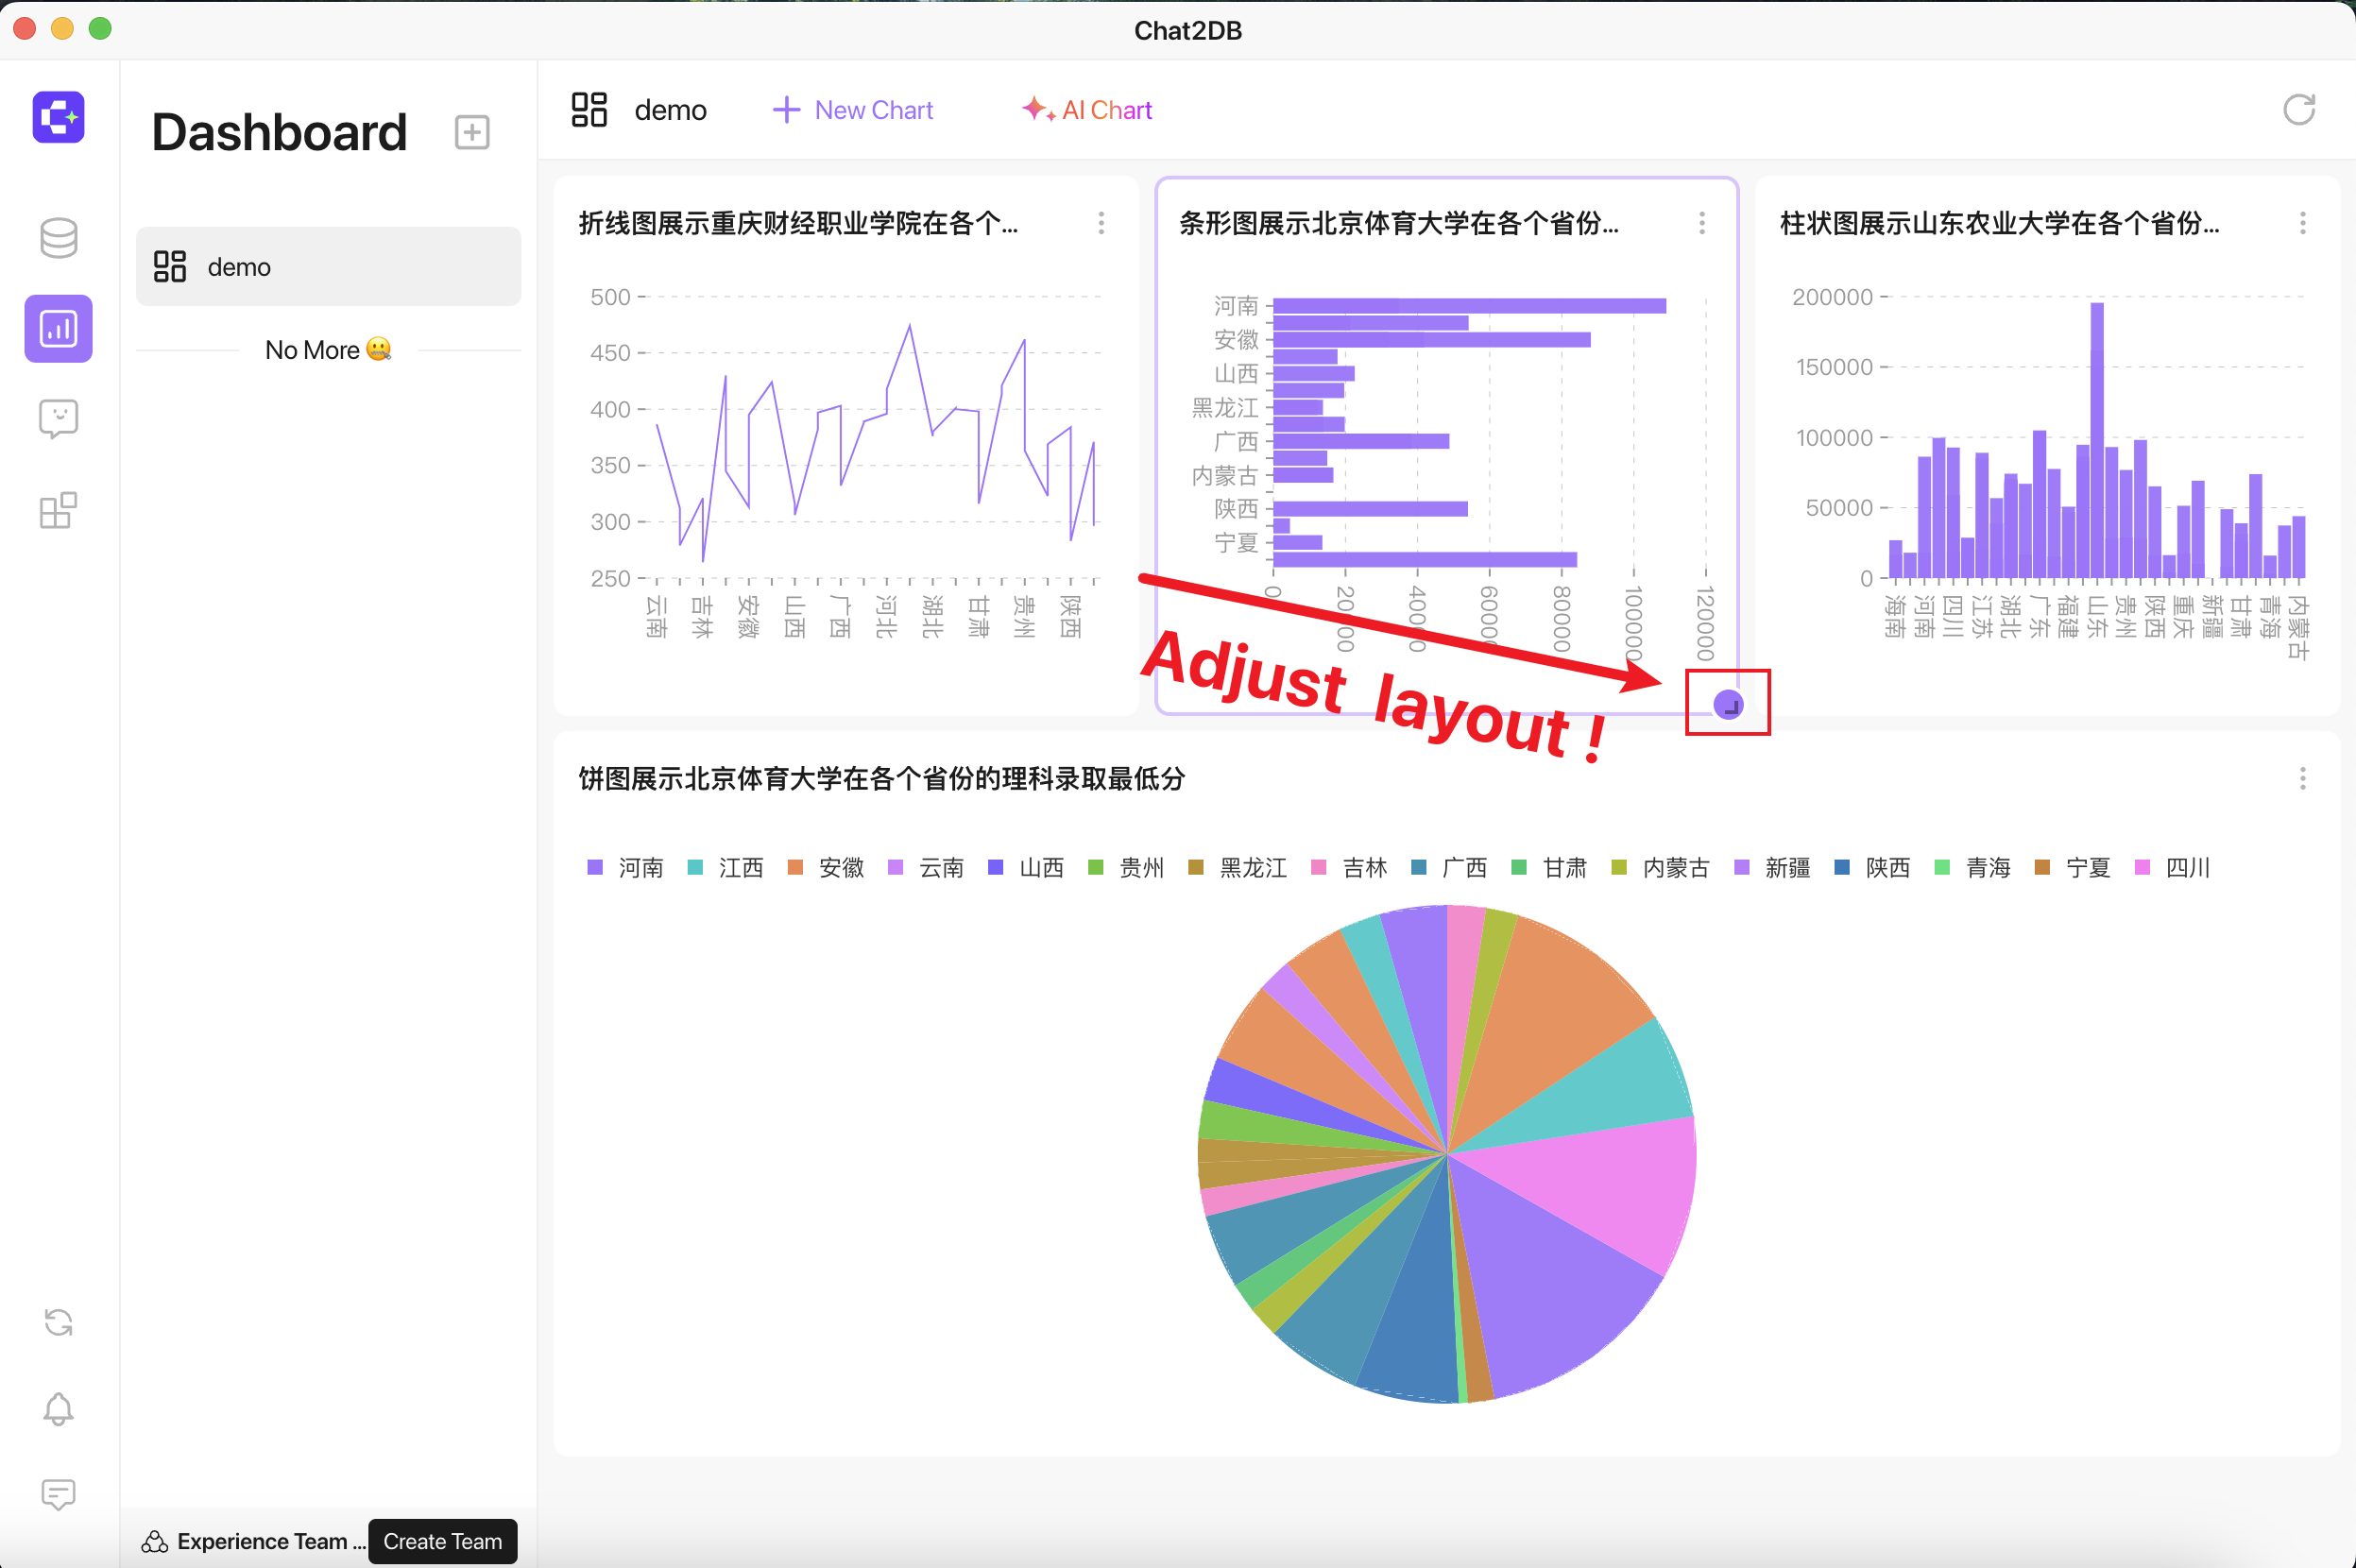 Chat2DB
Dashboard
demo
No More 🤐
Experience Team ...
Create Team
demo
New Chart
AI Chart
折线图展示重庆财经职业学院在各个...
500
450
400
350
300
250
云南 吉林 安徽 山西 广西 河北 湖北 甘肃 贵州 陕西
条形图展示北京体育大学在各个省份...
河南
安徽
山西
黑龙江
广西
内蒙古
陕西
宁夏
0 20000 40000 60000 80000 100000 120000
Adjust layout !
柱状图展示山东农业大学在各个省份...
200000
150000
100000
50000
0
海南 河南 四川 江苏 湖北 广东 福建 山东 贵州 陕西 重庆 新疆 甘肃 青海 内蒙古
饼图展示北京体育大学在各个省份的理科录取最低分
河南 江西 安徽 云南 山西 贵州 黑龙江 吉林 广西 甘肃 内蒙古 新疆 陕西 青海 宁夏 四川